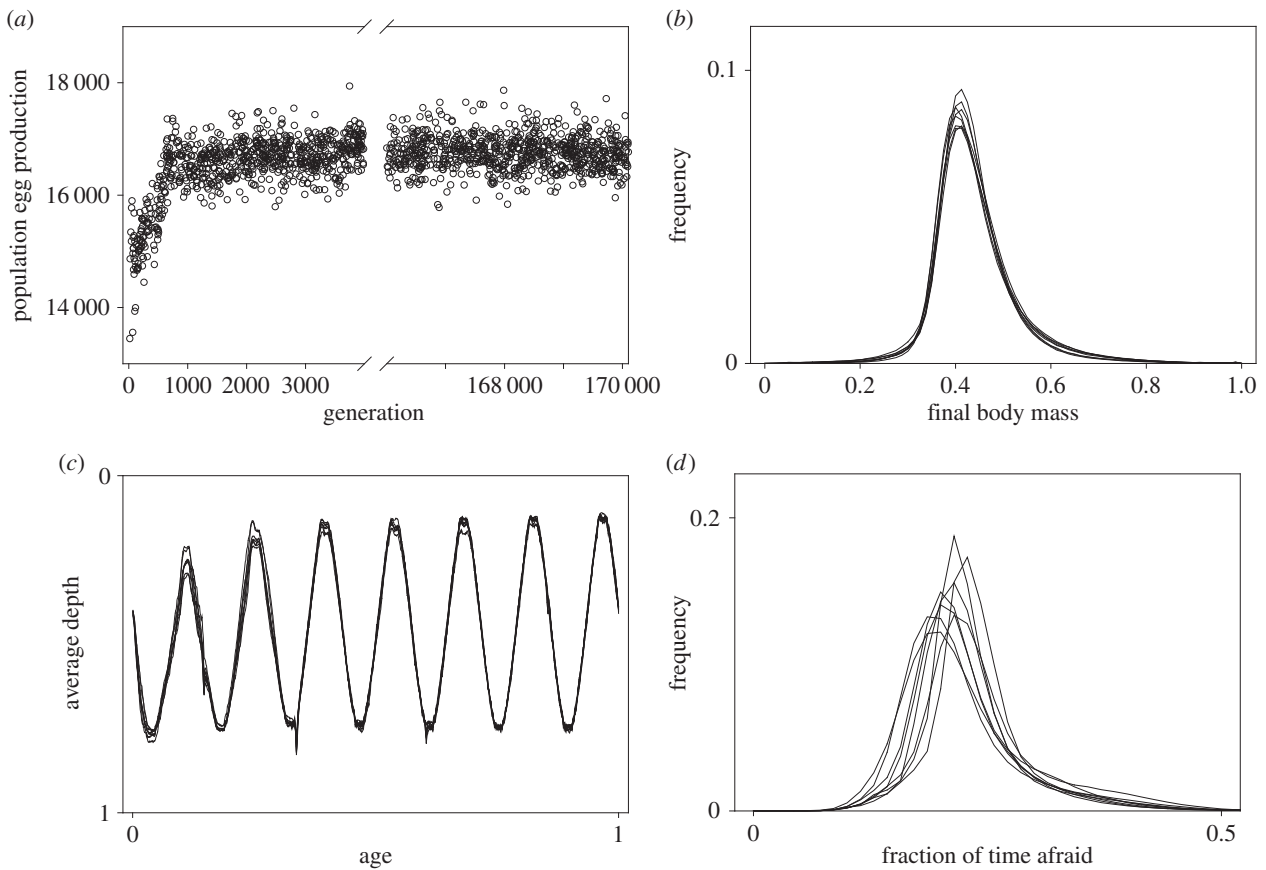 (a)
population egg production
18 000
16 000
14 000
0 1000 2000 3000 168 000 170 000
generation
(b)
frequency
0.1
0
0 0.2 0.4 0.6 0.8 1.0
final body mass
(c)
average depth
0
1
0 1
age
(d)
frequency
0.2
0
0 0.5
fraction of time afraid